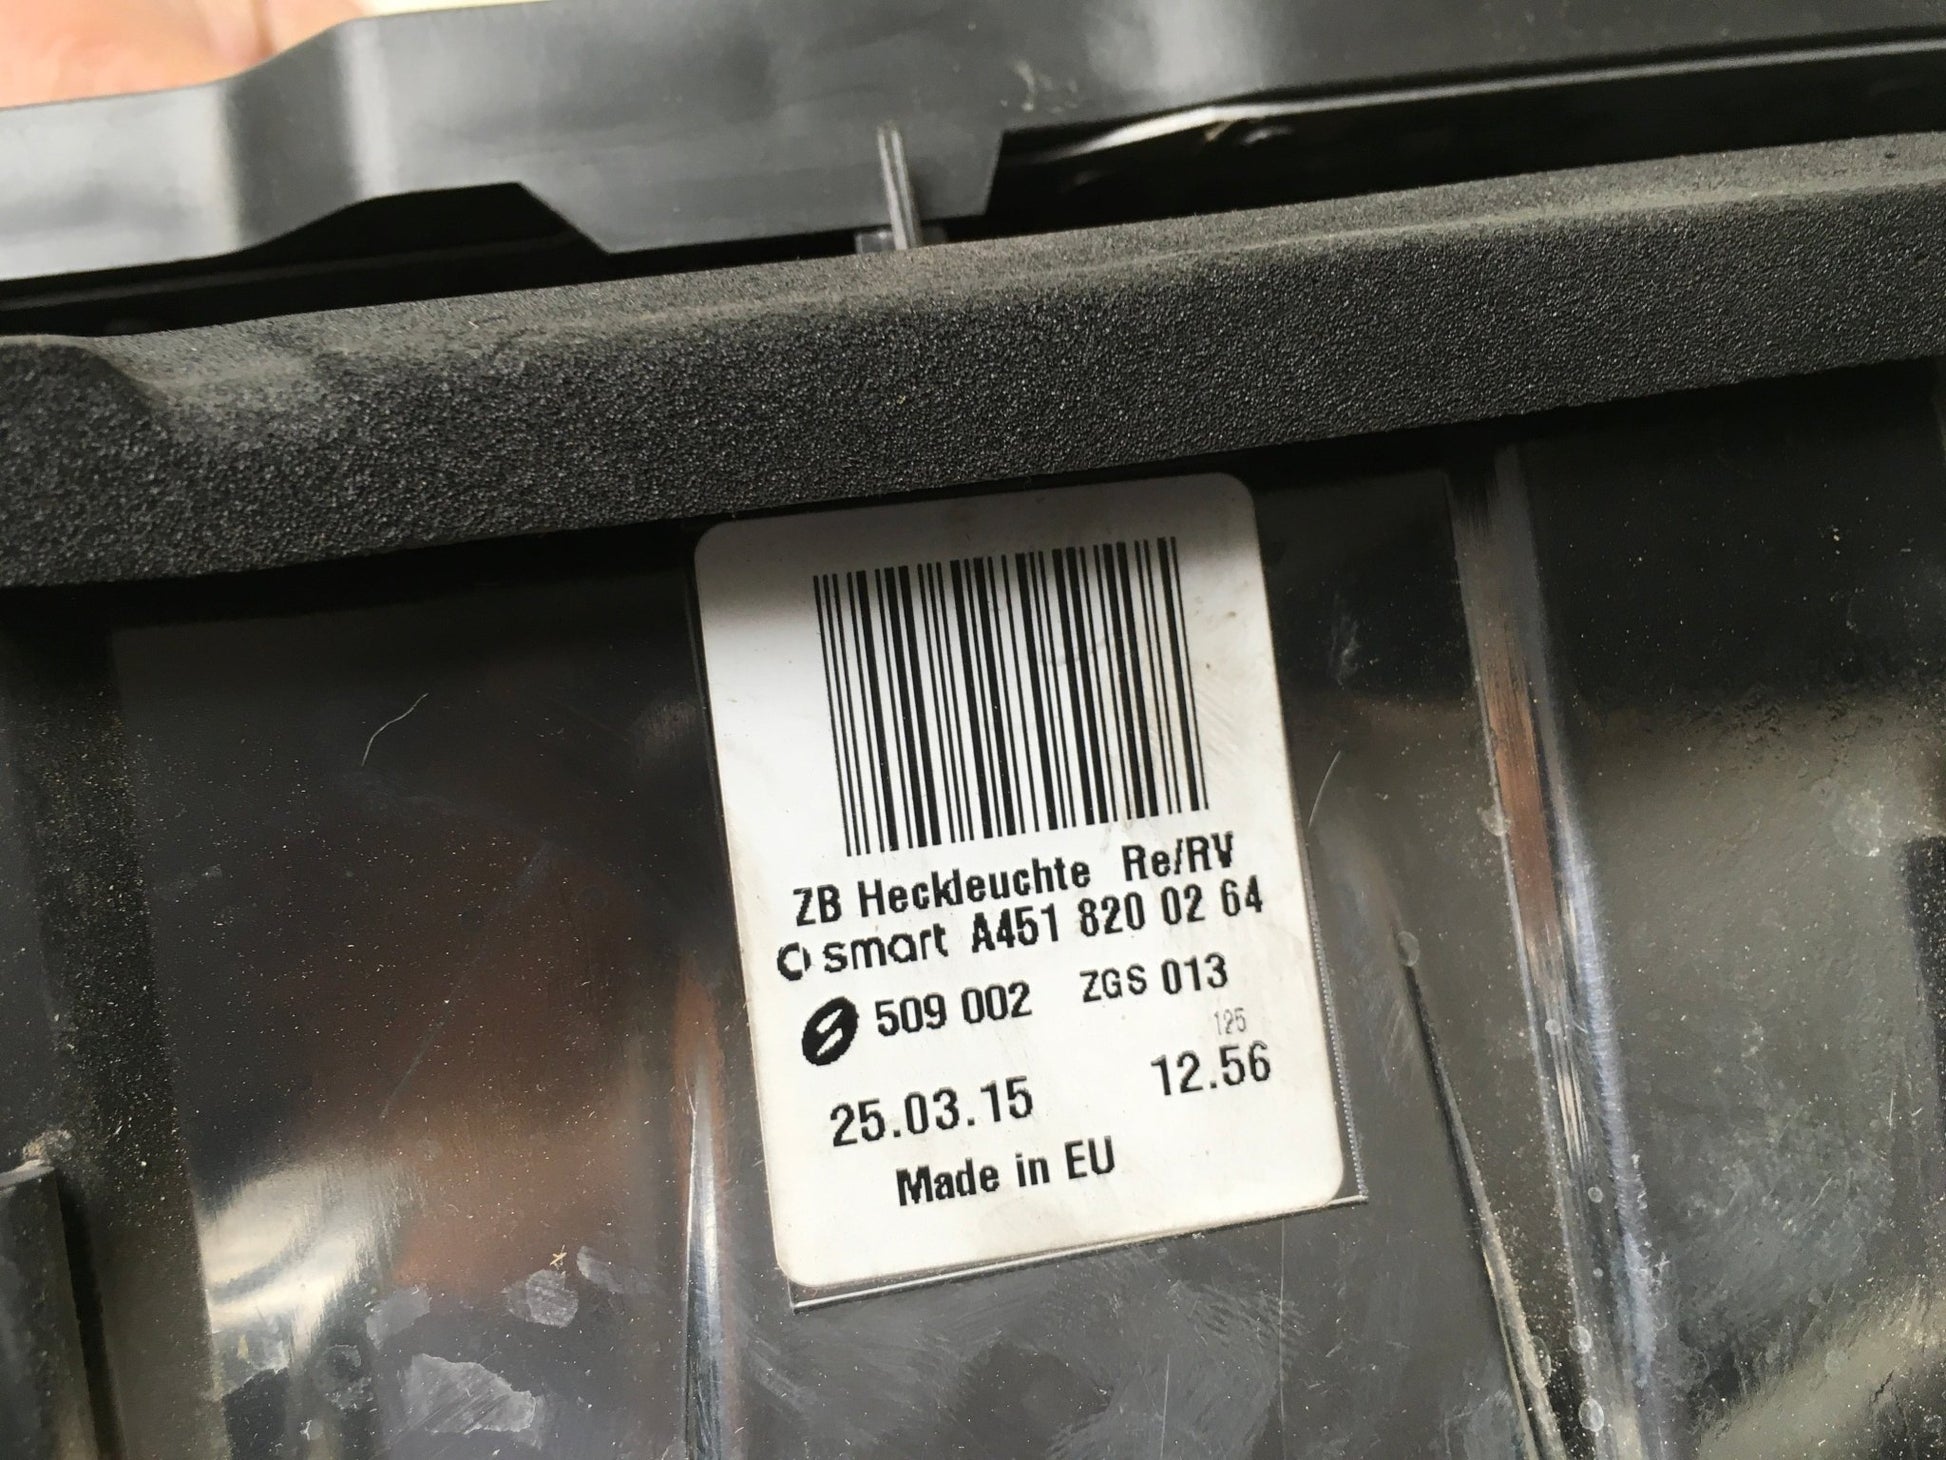 ZB Heckleuchte Re/RV
smart A451 820 02 64
509 002 ZGS 013
125
25.03.15 12.56
Made in EU